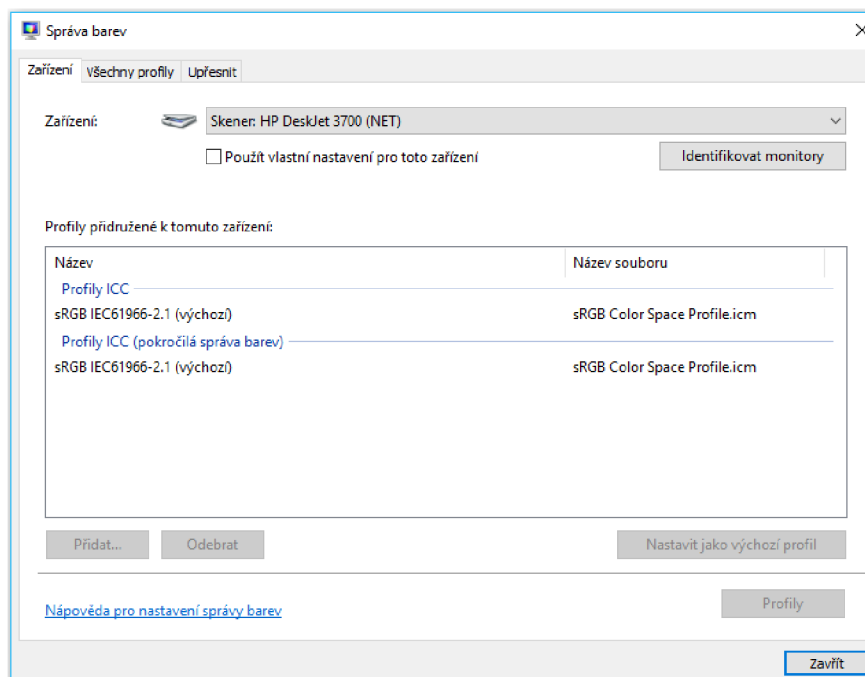 Správa barev
Zařízení Všechny profily Upřesnit
Zařízení: Skener: HP DeskJet 3700 (NET)
Použít vlastní nastavení pro toto zařízení Identifikovat monitory
Profily přidružené k tomuto zařízení:
Název Název souboru
Profily ICC
sRGB IEC61966-2.1 (výchozí) sRGB Color Space Profile.icm
Profily ICC (pokročilá správa barev)
sRGB IEC61966-2.1 (výchozí) sRGB Color Space Profile.icm
Přidat... Odebrat Nastavit jako výchozí profil
Nápověda pro nastavení správy barev Profily
Zavřít